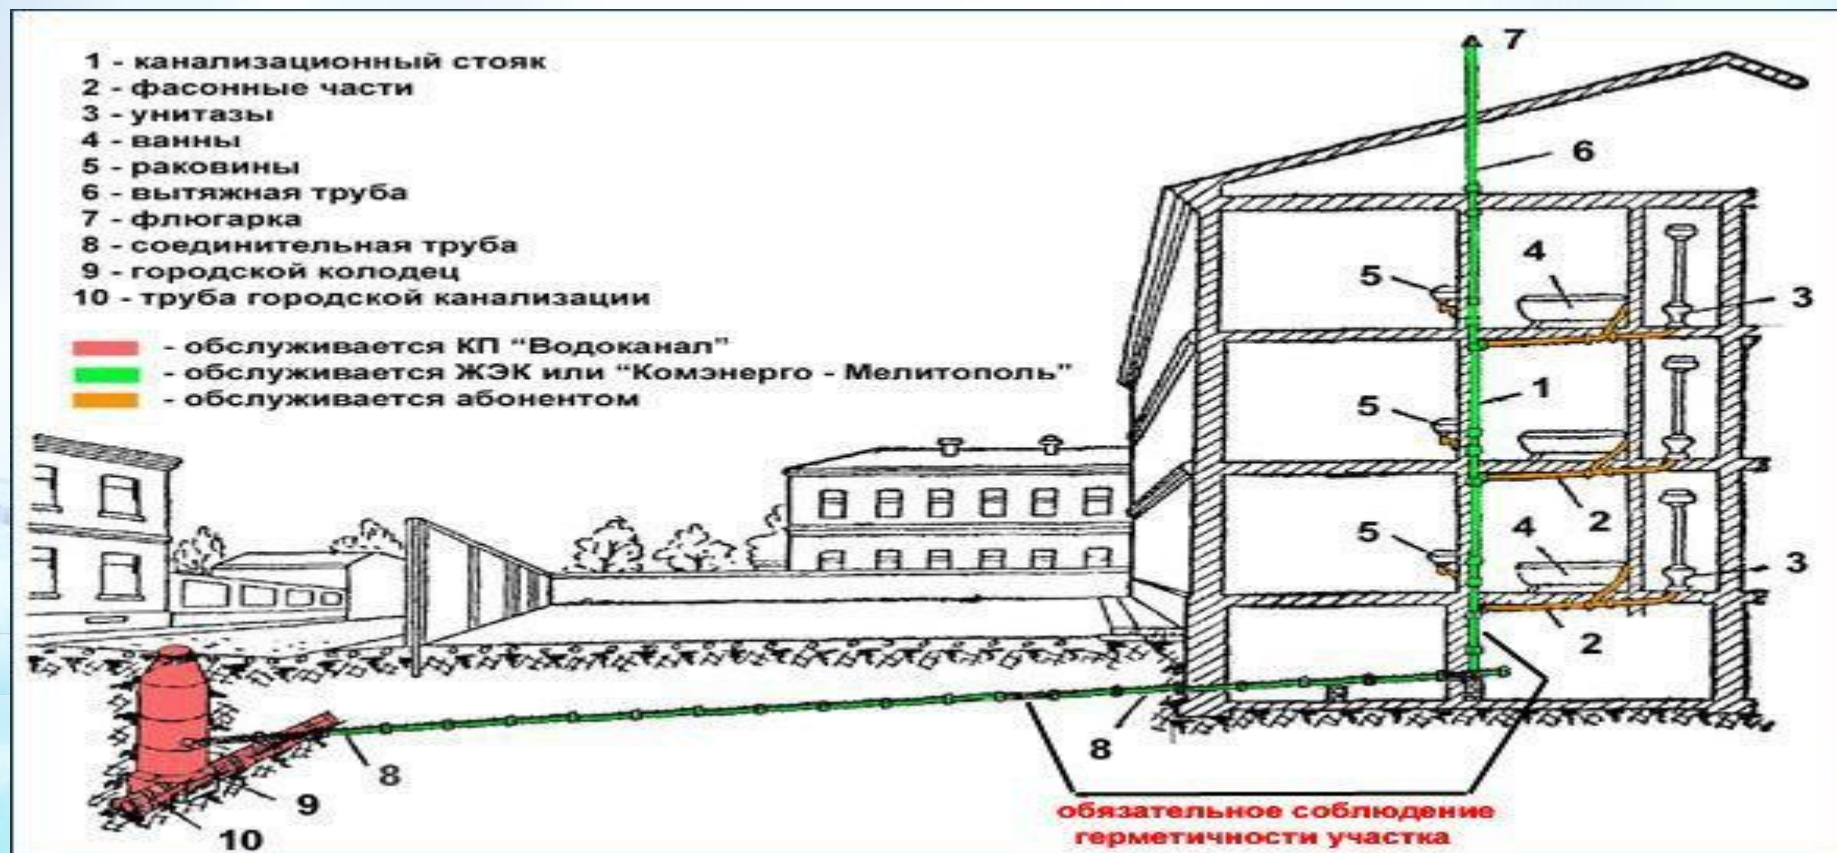 1 - канализационный стояк
2 - фасонные части
3 - унитазы
4 - ванны
5 - раковины
6 - вытяжная труба
7 - флюгарка
8 - соединительная труба
9 - городской колодец
10 - труба городской канализации
- обслуживается КП “Водоканал”
- обслуживается ЖЭК или “Комэнерго - Мелитополь”
- обслуживается абонентом
7
6
5
4
3
1
5
2
5
4
3
2
8
8
9
10
обязательное соблюдение
герметичности участка